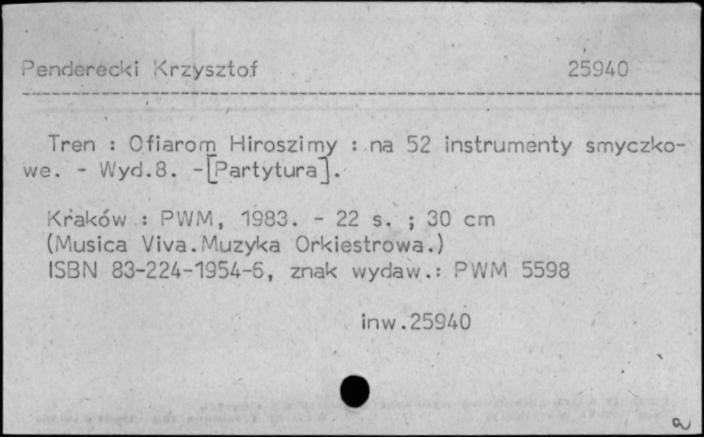 Penderecki Krzysztof 25940
Tren : Ofiarom Hiroszimy : na 52 instrumenty smyczko-
we. - Wyd.8. -[Partytura].
Kraków : PWM, 1983. - 22 s. ; 30 cm
(Musica Viva.Muzyka Orkiestrowa.)
ISBN 83-224-1954-6, znak wydaw.: PWM 5598
inw.25940